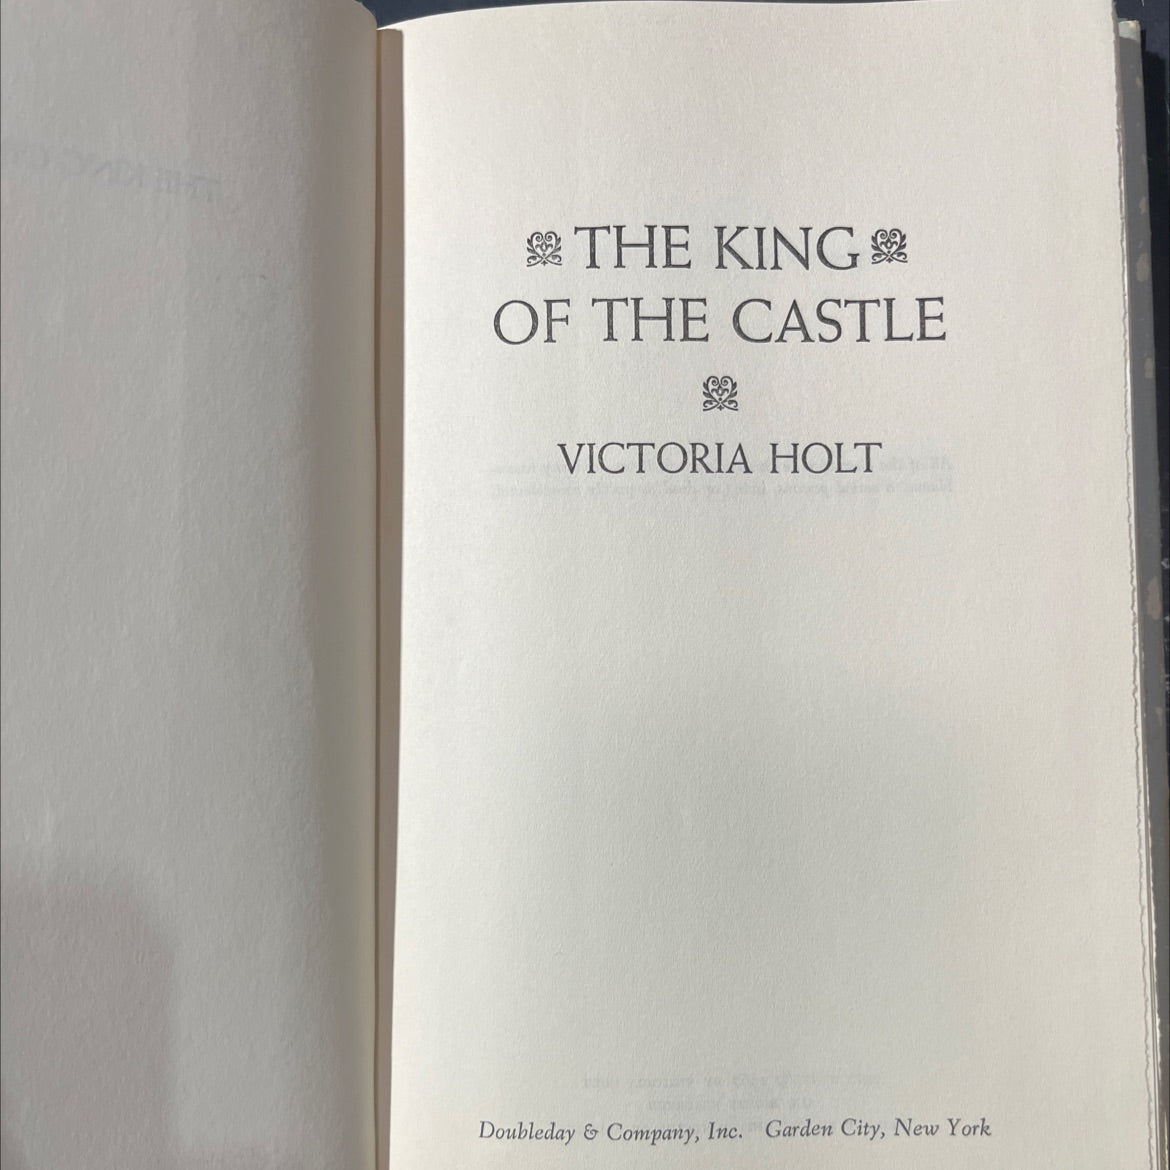 THE KING
OF THE CASTLE
VICTORIA HOLT
Doubleday & Company, Inc. Garden City, New York